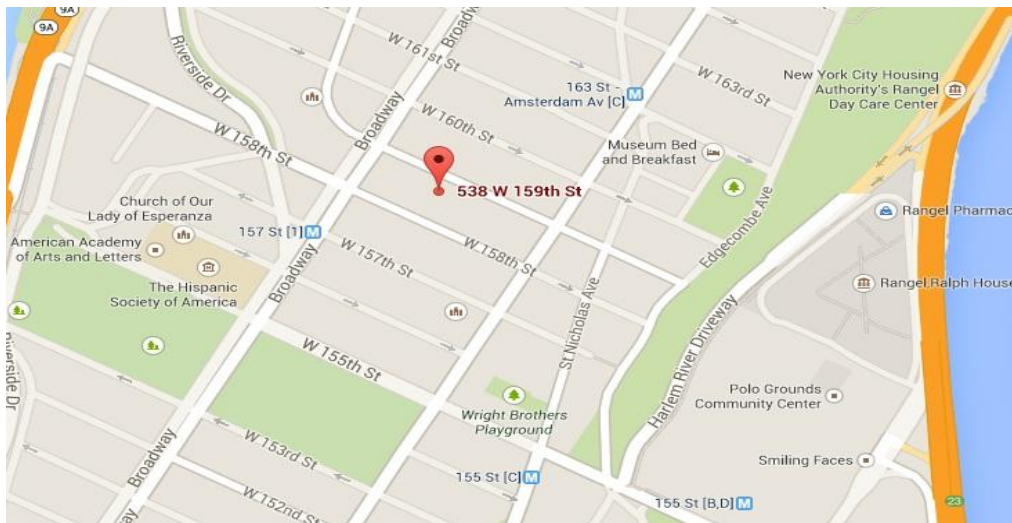 9A
9A
Riverside Dr
Broadway
W 161st St
163 St -
Amsterdam Av [C]
W 163rd St
New York City Housing
Authority's Rangel
Day Care Center
Broadway
W 160th St
W 158th St
Museum Bed
and Breakfast
538 W 159th St
Edgecombe Ave
Rangel Pharmac
Church of Our
Lady of Esperanza
157 St [1]
American Academy
of Arts and Letters
W 157th St
W 158th St
The Hispanic
Society of America
Broadway
St Nicholas Ave
Harlem River Driveway
Rangel,Ralph House
Riverside Dr
W 155th St
Wright Brothers
Playground
Polo Grounds
Community Center
Broadway
W 153rd St
155 St [C]
Smiling Faces
W 152nd St
155 St [B,D]
23